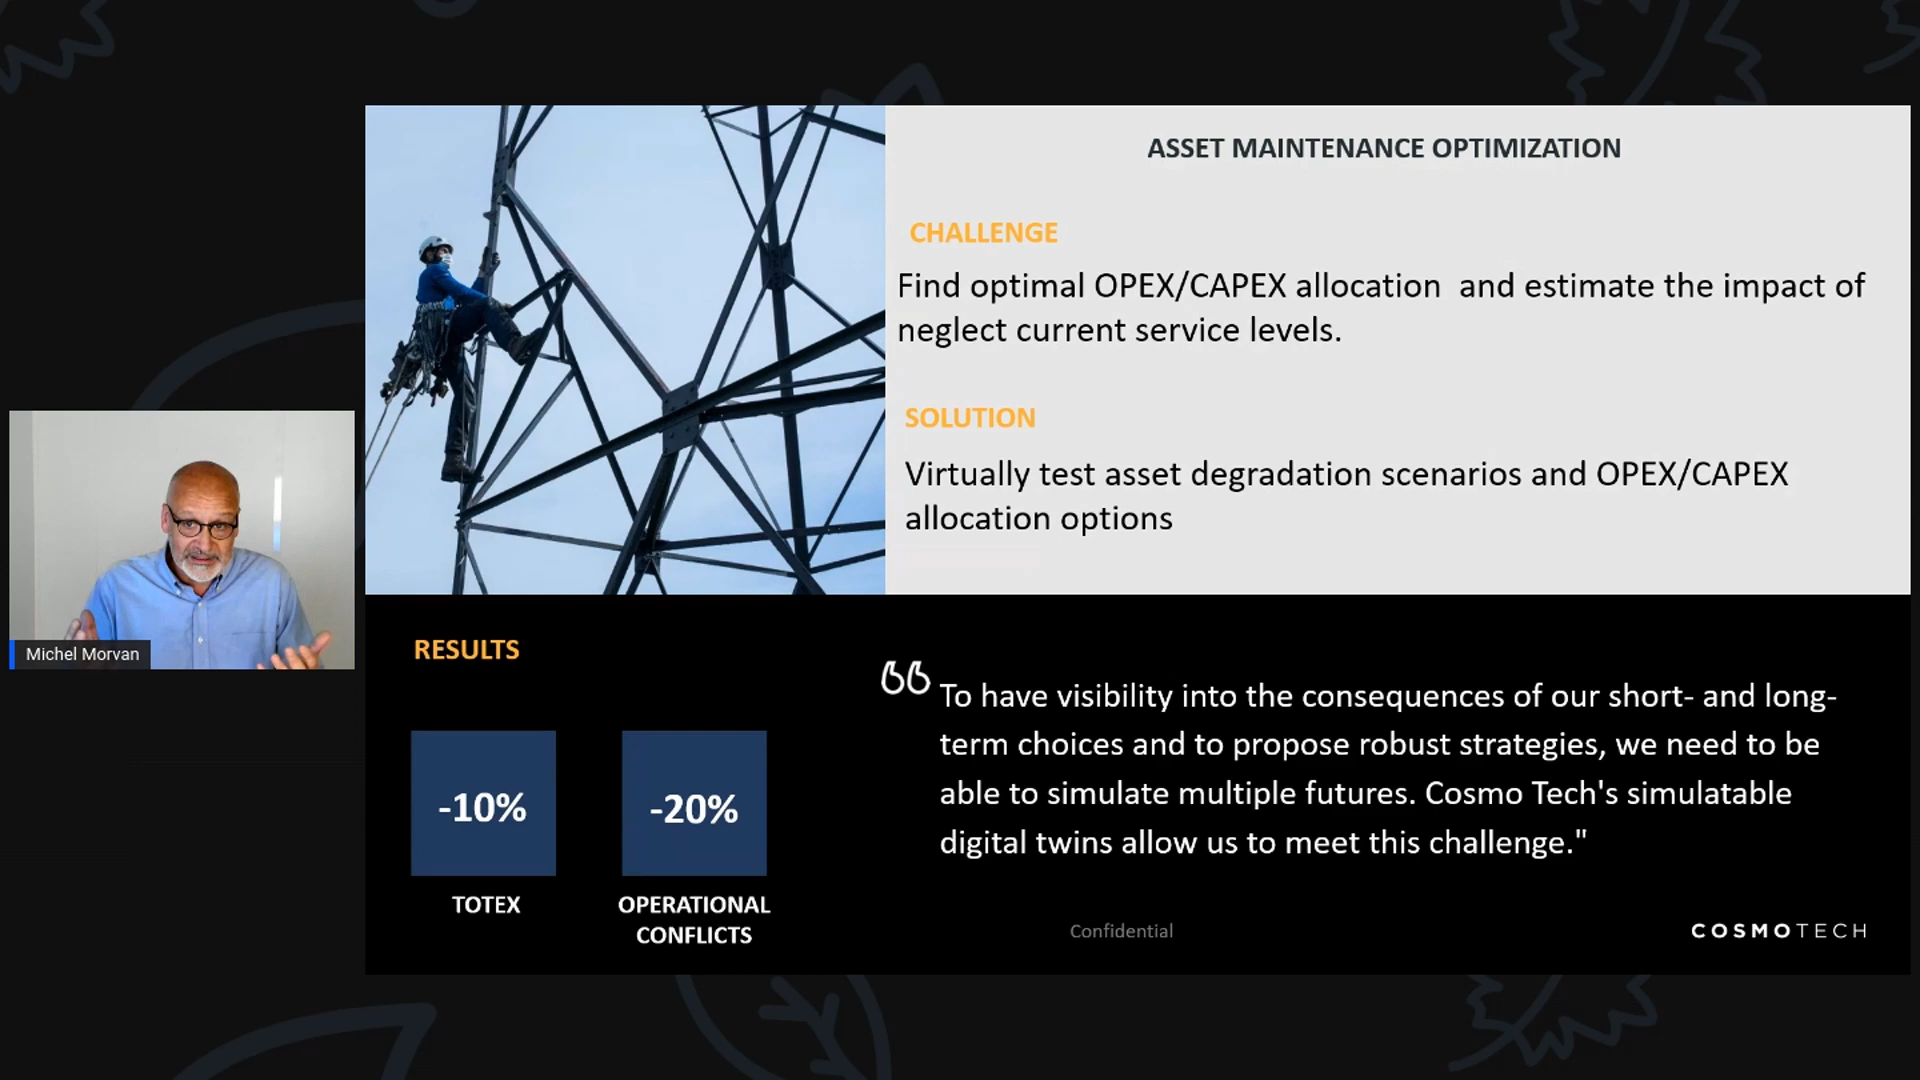 ASSET MAINTENANCE OPTIMIZATION
CHALLENGE
Find optimal OPEX/CAPEX allocation  and estimate the impact of
neglect current service levels.
SOLUTION
Virtually test asset degradation scenarios and OPEX/CAPEX
allocation options
Michel Morvan
RESULTS
-10%
TOTEX
-20%
OPERATIONAL
CONFLICTS
“ To have visibility into the consequences of our short- and long-
term choices and to propose robust strategies, we need to be
able to simulate multiple futures. Cosmo Tech's simulatable
digital twins allow us to meet this challenge."
Confidential
COSMOTECH